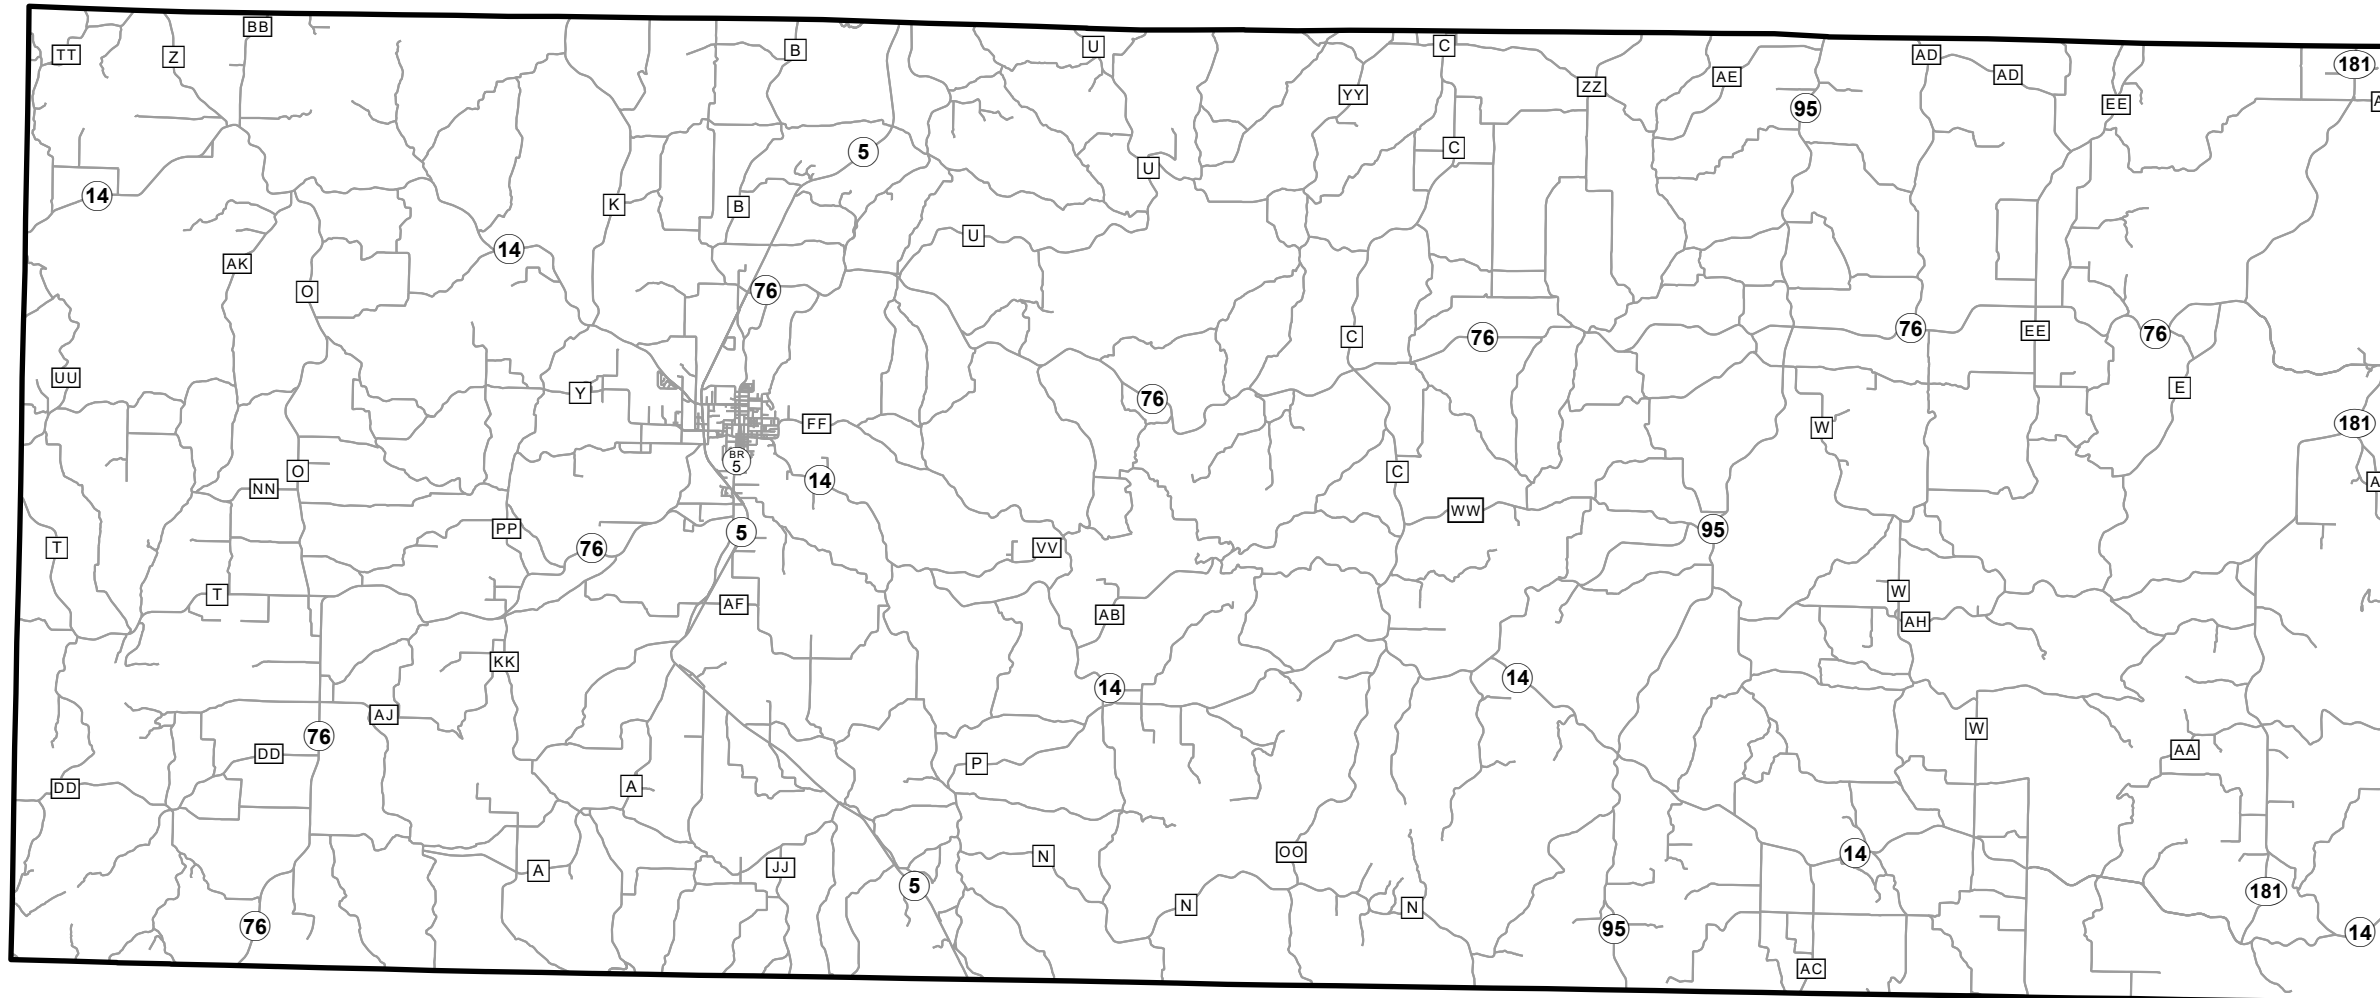 BB
TT
Z
B
U
C
AD
181
AE
AD
ZZ
YY
EE
95
5
C
U
14
K
B
U
14
AK
O
76
76
EE
76
C
76
UU
Y
E
76
FF
181
W
BR
5
O
C
14
NN
WW
PP
5
95
T
76
VV
T
W
AF
AB
AH
KK
14
14
AJ
76
W
DD
AA
P
DD
A
OO
14
N
JJ
A
5
181
N
N
76
95
14
AC